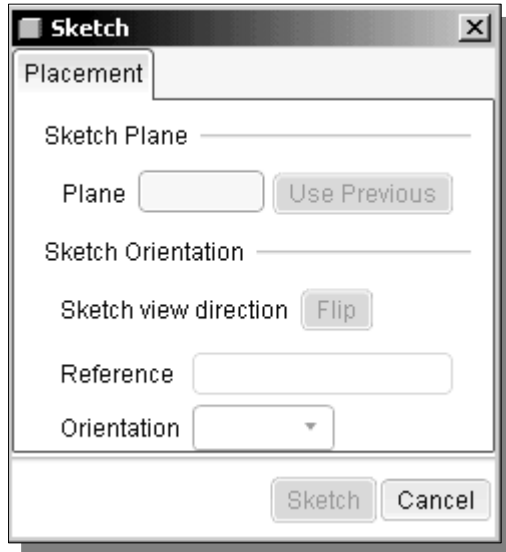 Sketch
Placement
Sketch Plane
Plane Use Previous
Sketch Orientation
Sketch view direction Flip
Reference
Orientation
Sketch Cancel